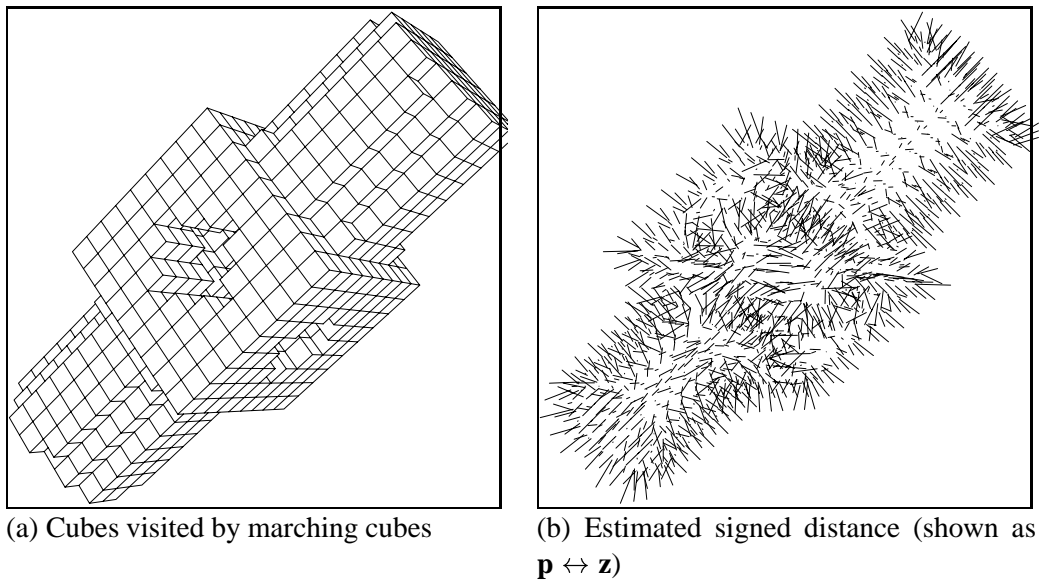 (a) Cubes visited by marching cubes
(b) Estimated signed distance (shown as
p ↔ z)